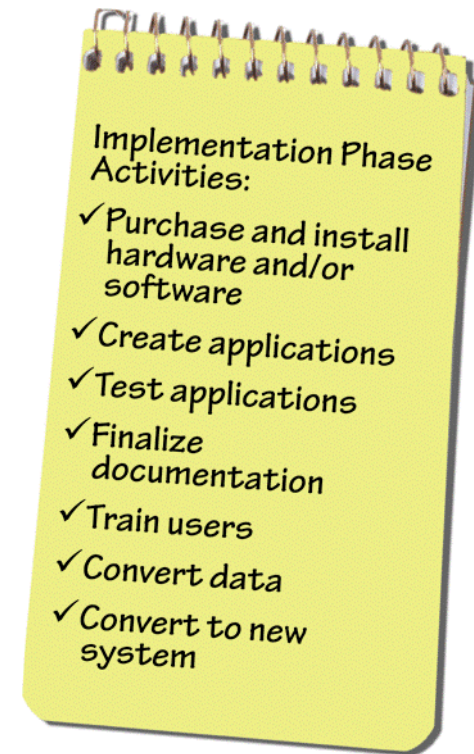 Implementation Phase
Activities:
✓Purchase and install
hardware and/or
software
✓Create applications
✓Test applications
✓Finalize
documentation
✓Train users
✓Convert data
✓Convert to new
system